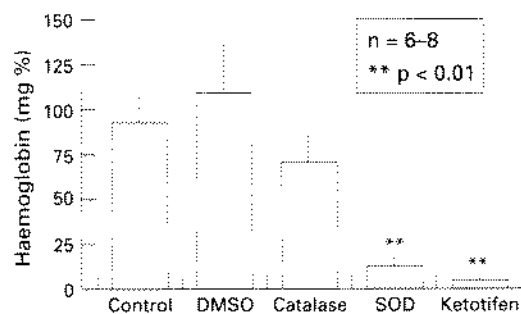 Haemoglobin (mg %)
150
125
100
75
50
25
0
n = 6–8
** p < 0.01
**
**
Control DMSO Catalase SOD Ketotifen